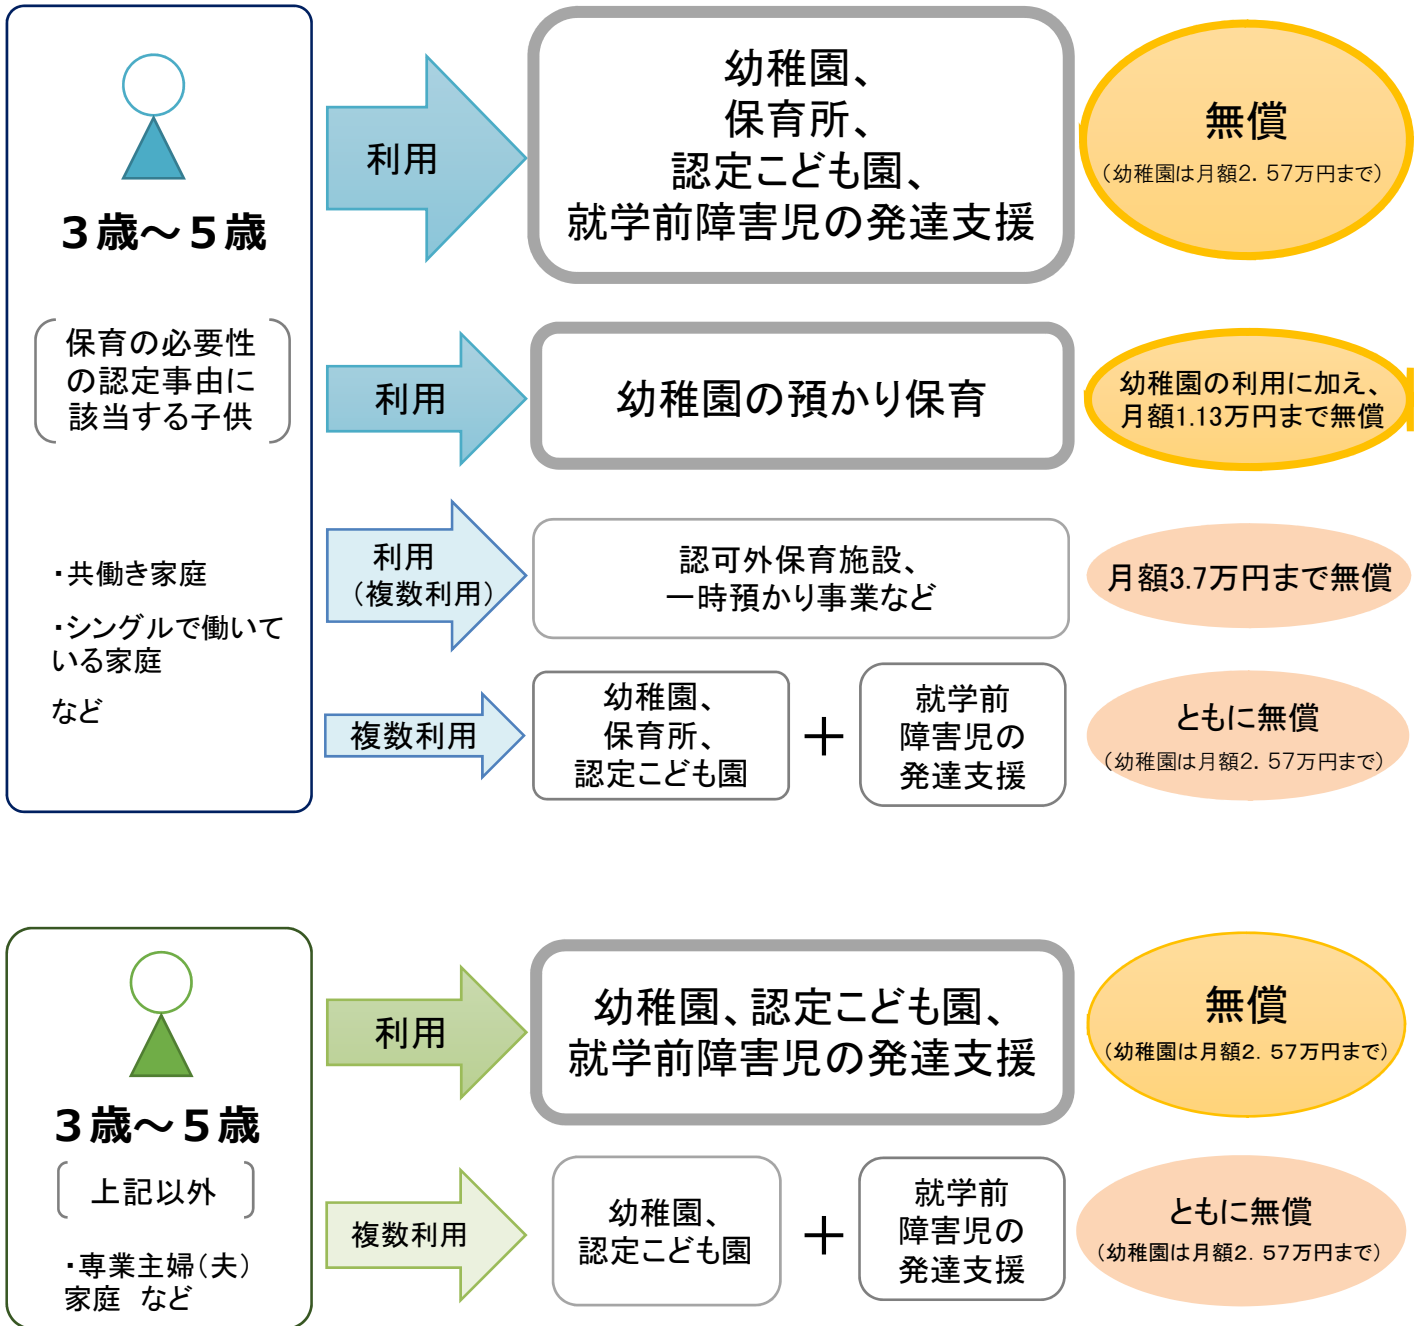 ３歳～５歳
保育の必要性
の認定事由に
該当する子供
・共働き家庭
・シングルで働いて
いる家庭
など
利用
幼稚園、
保育所、
認定こども園、
就学前障害児の発達支援
無償
（幼稚園は月額2．57万円まで）
利用
幼稚園の預かり保育
幼稚園の利用に加え、
月額1.13万円まで無償
利用
（複数利用）
認可外保育施設、
一時預かり事業など
月額3.7万円まで無償
複数利用
幼稚園、
保育所、
認定こども園
＋
就学前
障害児の
発達支援
ともに無償
（幼稚園は月額2．57万円まで）
３歳～５歳
上記以外
・専業主婦（夫）
家庭　など
利用
幼稚園、認定こども園、
就学前障害児の発達支援
無償
（幼稚園は月額2．57万円まで）
複数利用
幼稚園、
認定こども園
＋
就学前
障害児の
発達支援
ともに無償
（幼稚園は月額2．57万円まで）